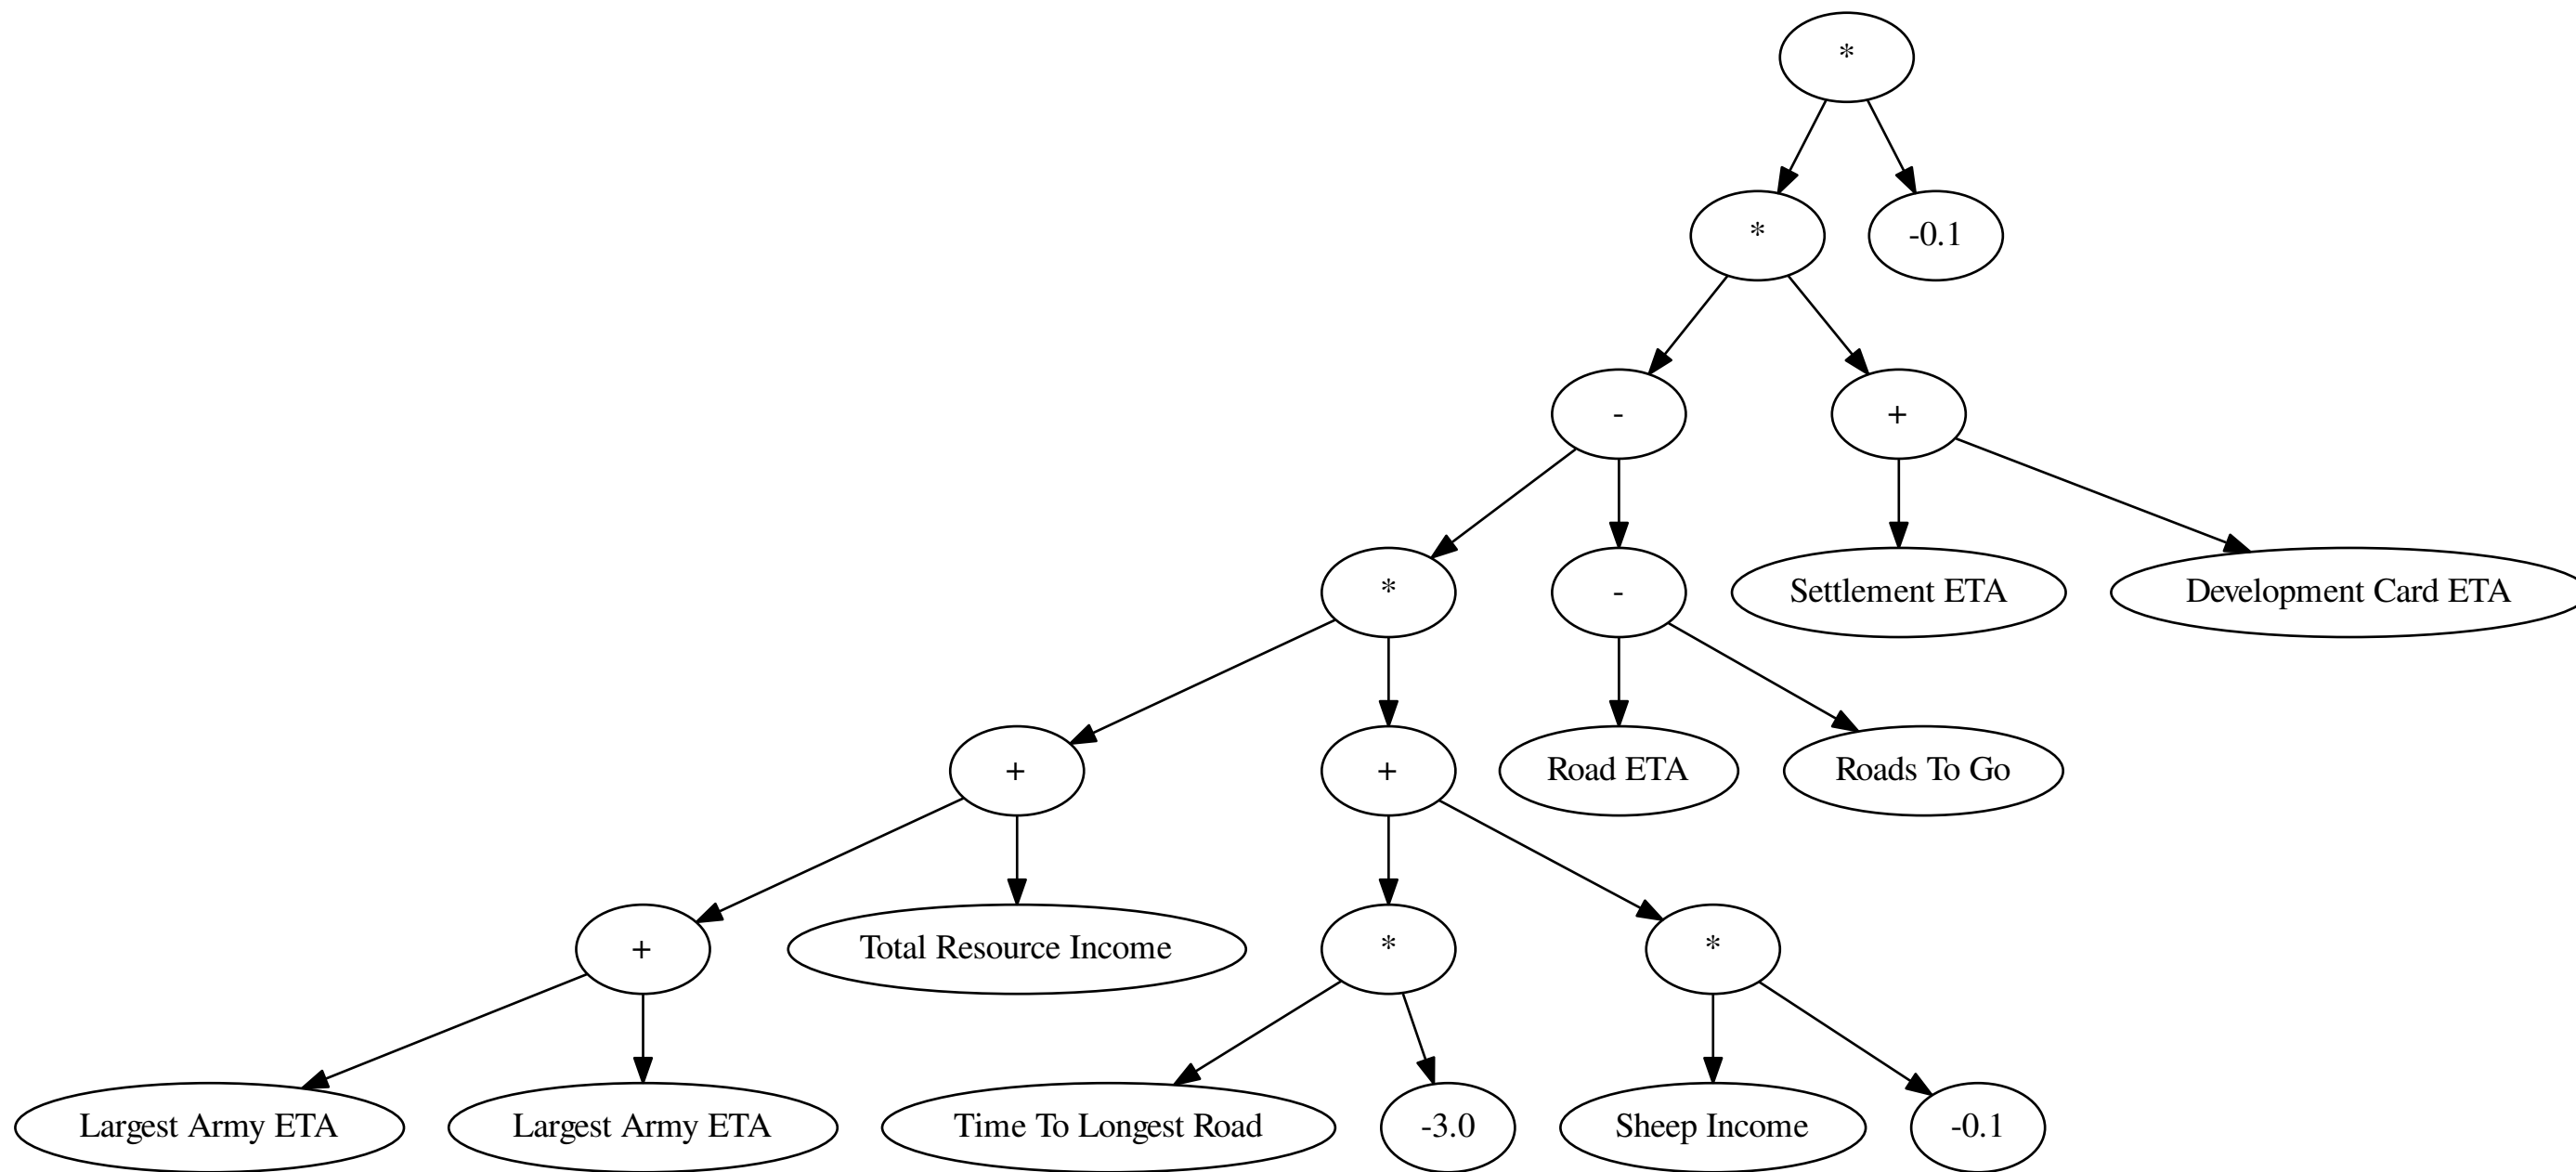 *
*
-0.1
-
+
*
-
Settlement ETA
Development Card ETA
+
+
Road ETA
Roads To Go
+
Total Resource Income
*
*
Largest Army ETA
Largest Army ETA
Time To Longest Road
-3.0
Sheep Income
-0.1